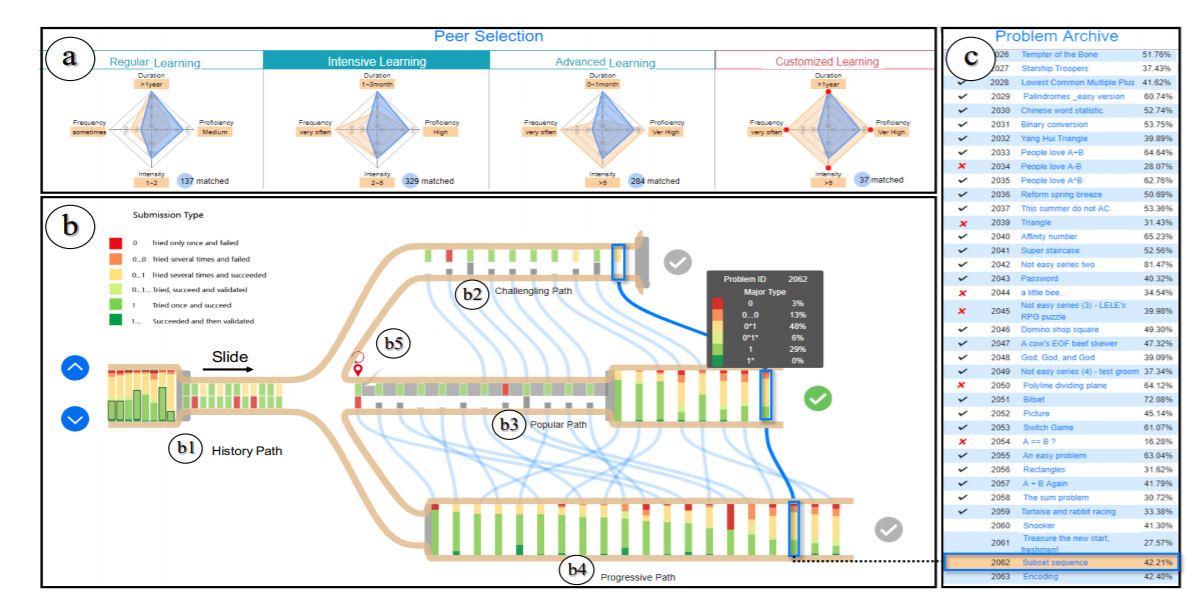 Peer Selection
a
Regular Learning
Duration
>1year
Frequency
sometimes
Proficiency
Medium
Intensity
1~2
137 matched
Intensive Learning
Duration
1~3month
Frequency
very often
Proficiency
High
Intensity
2~5
329 matched
Advanced Learning
Duration
0~1month
Frequency
very often
Proficiency
Ver High
Intensity
>5
284 matched
Customized Learning
Duration
>1year
Frequency
very often
Proficiency
Ver High
Intensity
>5
37 matched
b
Submission Type
0 Tried only once and failed
0...0 Tried several times and failed
0...1 Tried several times and succeeded
0...1... Tried, succeed and validated
1 Tried once and succeed
1... Succeeded and then validated
Slide
b1
History Path
b2
Challengling Path
b5
b3
Popular Path
b4
Progressive Path
Problem ID 2062
Major Type
0 3%
0...0 13%
0*1 48%
0*1* 6%
1 29%
1* 0%
Problem Archive
c
2026 Tempter of the Bone 51.76%
2027 Starship Troopers 37.43%
2028 Lowest Common Multiple Plus 41.62%
2029 Palindromes _easy version 60.74%
2030 Chinese word statistic 52.74%
2031 Binary conversion 53.75%
2032 Yang Hui Triangle 39.89%
2033 People love A+B 64.64%
2034 People love A-B 28.07%
2035 People love A^B 62.76%
2036 Reform spring breeze 50.69%
2037 This summer do not AC 53.36%
2039 Triangle 31.43%
2040 Affinity number 65.23%
2041 Super staircase 52.56%
2042 Not easy series two 81.47%
2043 Password 40.32%
2044 a little bee... 34.54%
2045 Not easy series (3) - LELE's RPG puzzle 39.98%
2046 Domino shop square 49.30%
2047 A cow's EOF beef skewer 47.32%
2048 God, God, and God 39.09%
2049 Not easy series (4) - test groom 37.34%
2050 Polyline dividing plane 64.12%
2051 Bitset 72.08%
2052 Picture 45.14%
2053 Switch Game 61.07%
2054 A == B ? 16.28%
2055 An easy problem 63.04%
2056 Rectangles 31.62%
2057 A + B Again 41.79%
2058 The sum problem 30.72%
2059 Tortoise and rabbit racing 33.38%
2060 Snooker 41.30%
2061 Treasure the new start, freshmen! 27.57%
2062 Subset sequence 42.21%
2063 Encoding 42.40%